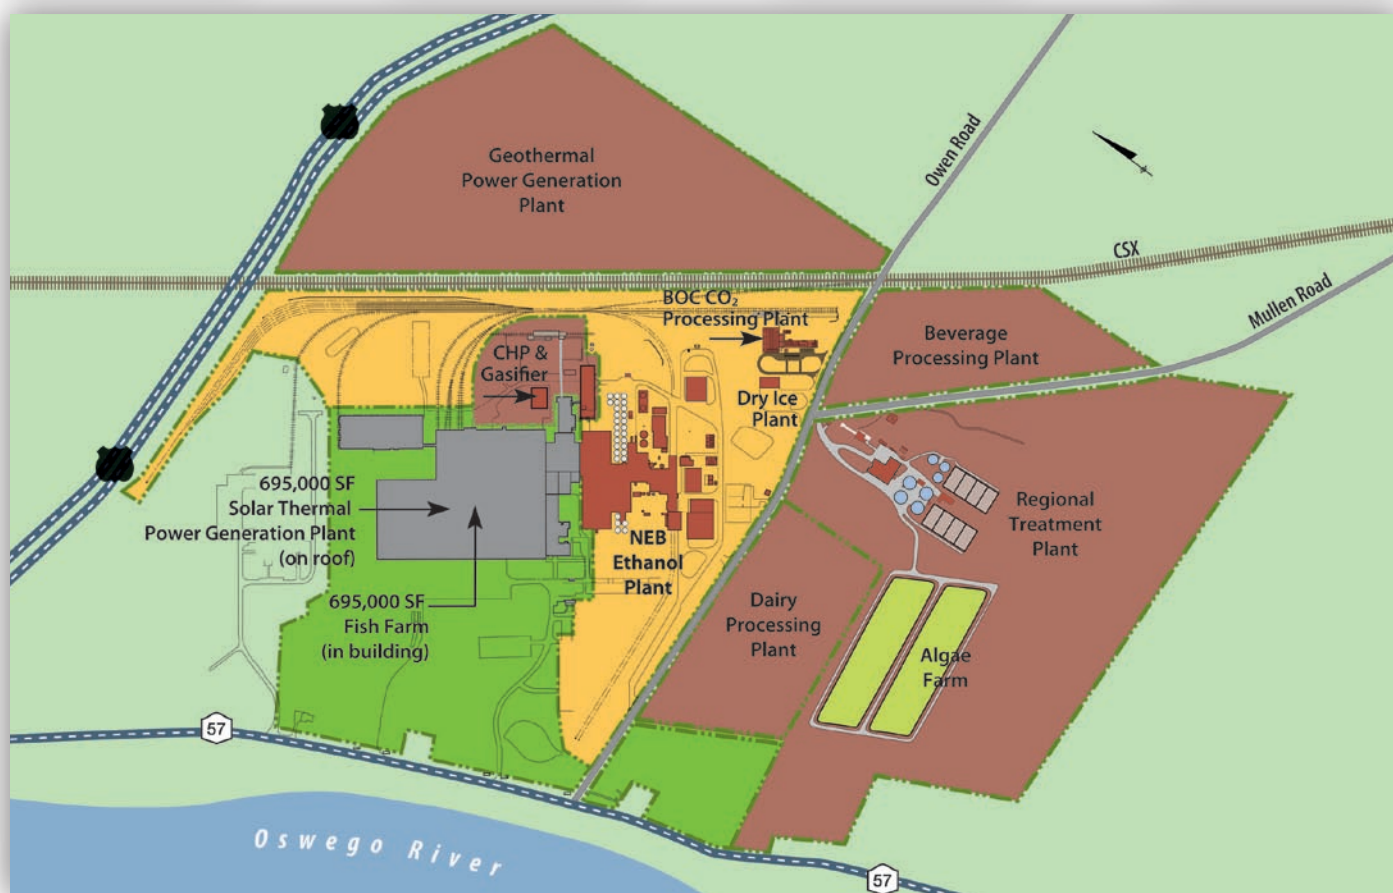 Geothermal
Power Generation
Plant
Owen Road
CSX
Mullen Road
BOC CO₂
Processing Plant
Beverage
Processing Plant
CHP &
Gasifier
Dry Ice
Plant
695,000 SF
Solar Thermal
Power Generation Plant
(on roof)
Regional
Treatment
Plant
NEB
Ethanol
Plant
695,000 SF
Fish Farm
(in building)
Dairy
Processing
Plant
Algae
Farm
57
Oswego River
57